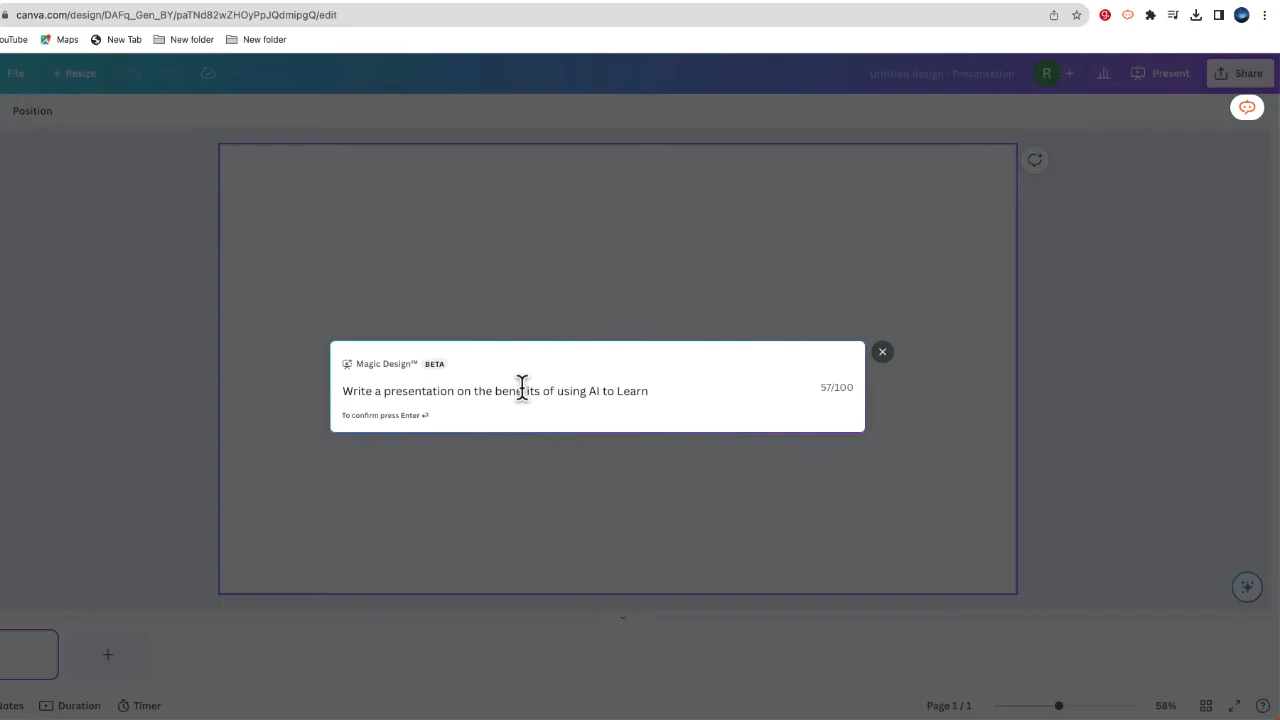 canva.com/design/DAFq_Gen_BY/paTNd82wZHOyPpJQdmipgQ/edit
ouTube Maps New Tab New folder New folder
File Resize Untitled design - Presentation R + Present Share
Position
Magic Design™ BETA
Write a presentation on the benefits of using AI to Learn 57/100
To confirm press Enter ↵
+
Notes Duration Timer Page 1 / 1 58%